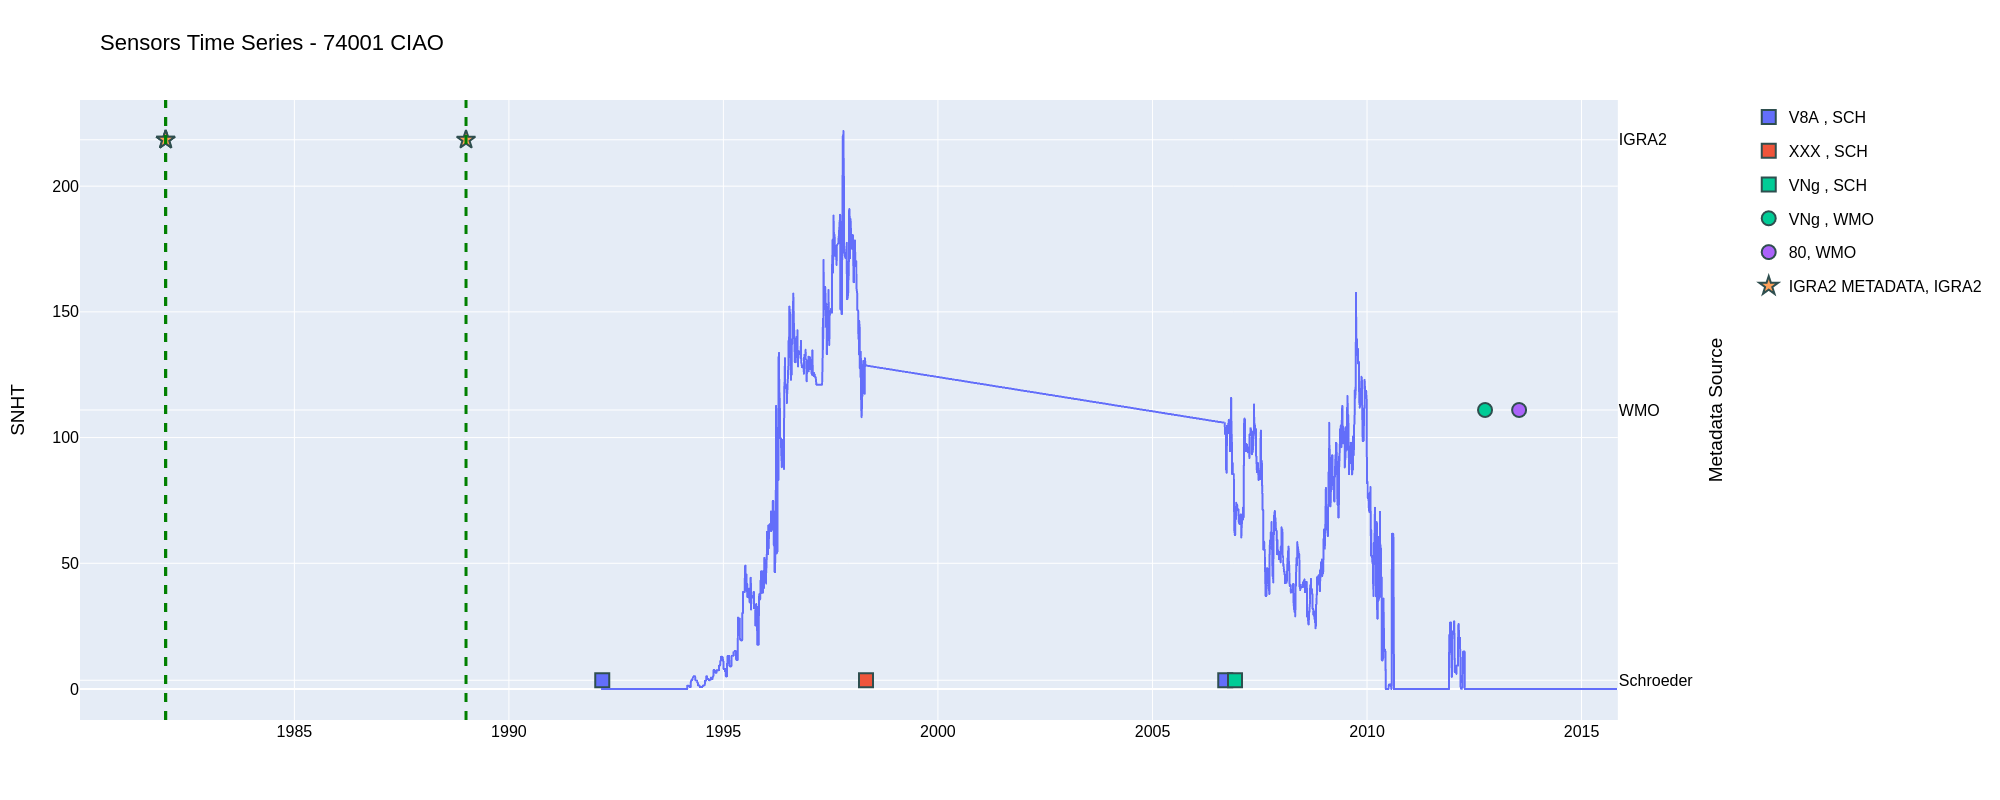 Sensors Time Series - 74001 CIAO
SNHT
200
150
100
50
0
1985
1990
1995
2000
2005
2010
2015
IGRA2
WMO
Schroeder
Metadata Source
V8A , SCH
XXX , SCH
VNg , SCH
VNg , WMO
80, WMO
IGRA2 METADATA, IGRA2